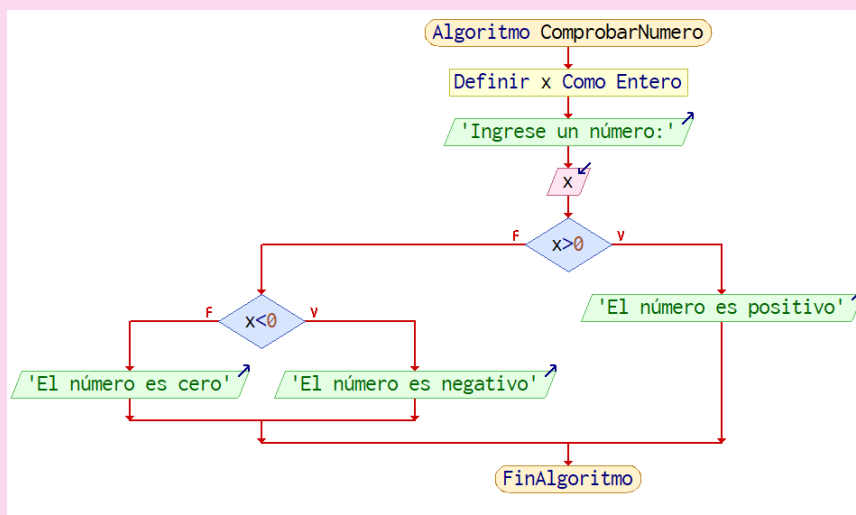 Algoritmo ComprobarNumero
Definir x Como Entero
'Ingrese un número:'
x
F
x>0
V
'El número es positivo'
F
x<0
V
'El número es cero'
'El número es negativo'
FinAlgoritmo